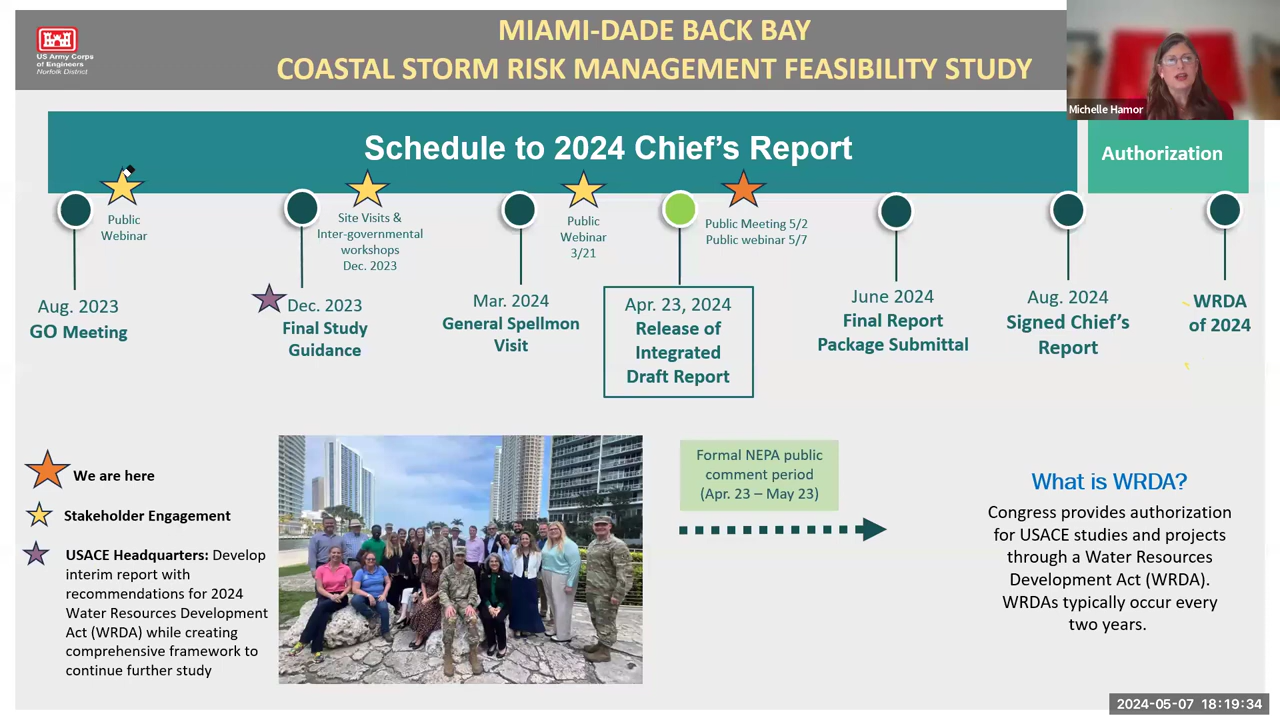 MIAMI-DADE BACK BAY
COASTAL STORM RISK MANAGEMENT FEASIBILITY STUDY
US Army Corps
of Engineers
Norfolk District
Michelle Hamor
Schedule to 2024 Chief's Report
Authorization
Public
Webinar
Site Visits &
Inter-governmental
workshops
Dec. 2023
Public
Webinar
3/21
Public Meeting 5/2
Public webinar 5/7
Aug. 2023
GO Meeting
Dec. 2023
Final Study
Guidance
Mar. 2024
General Spellmon
Visit
Apr. 23, 2024
Release of
Integrated
Draft Report
June 2024
Final Report
Package Submittal
Aug. 2024
Signed Chief's
Report
WRDA
of 2024
We are here
Stakeholder Engagement
USACE Headquarters: Develop
interim report with
recommendations for 2024
Water Resources Development
Act (WRDA) while creating
comprehensive framework to
continue further study
Formal NEPA public
comment period
(Apr. 23 – May 23)
What is WRDA?
Congress provides authorization
for USACE studies and projects
through a Water Resources
Development Act (WRDA).
WRDAs typically occur every
two years.
2024-05-07 18:19:34